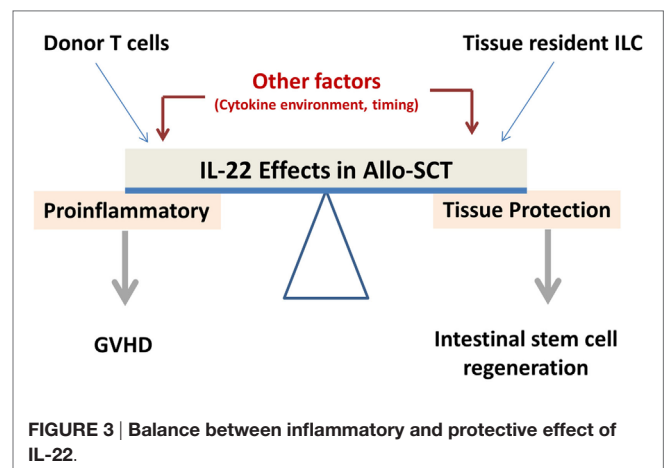 Donor T cells
Tissue resident ILC
Other factors
(Cytokine environment, timing)
IL-22 Effects in Allo-SCT
Proinflammatory
Tissue Protection
GVHD
Intestinal stem cell
regeneration
FIGURE 3 | Balance between inflammatory and protective effect of
IL-22.